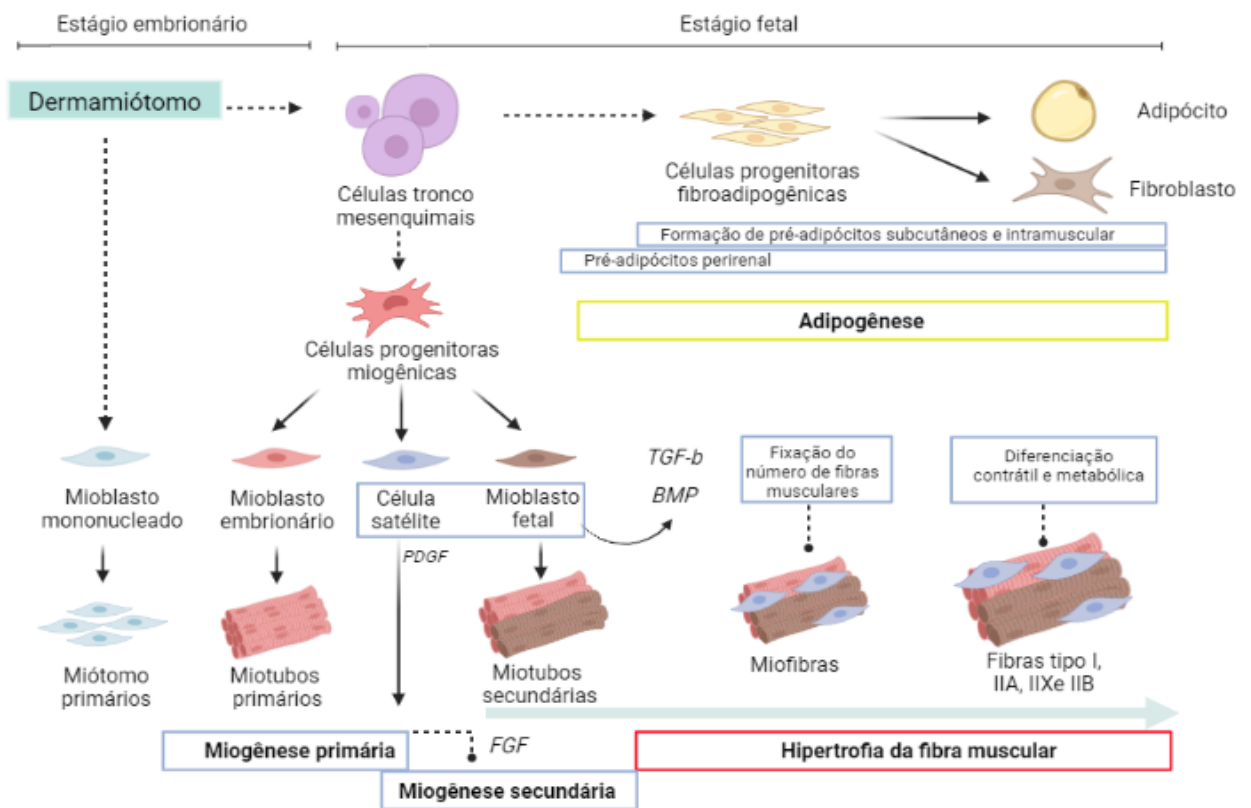 Estágio embrionário
Estágio fetal
Dermamiótomo
Células tronco
mesenquimais
Células progenitoras
fibroadipogênicas
Adipócito
Fibroblasto
Formação de pré-adipócitos subcutâneos e intramuscular
Pré-adipócitos perirenal
Adipogênese
Células progenitoras
miogênicas
Mioblasto
mononucleado
Mioblasto
embrionário
Célula
satélite
Mioblasto
fetal
TGF-b
BMP
Fixação do
número de fibras
musculares
Diferenciação
contrátil e metabólica
PDGF
Miótomo
primários
Miotubos
primários
Miotubos
secundárias
Miofibras
Fibras tipo I,
IIA, IIXe IIB
Miogênese primária
FGF
Hipertrofia da fibra muscular
Miogênese secundária